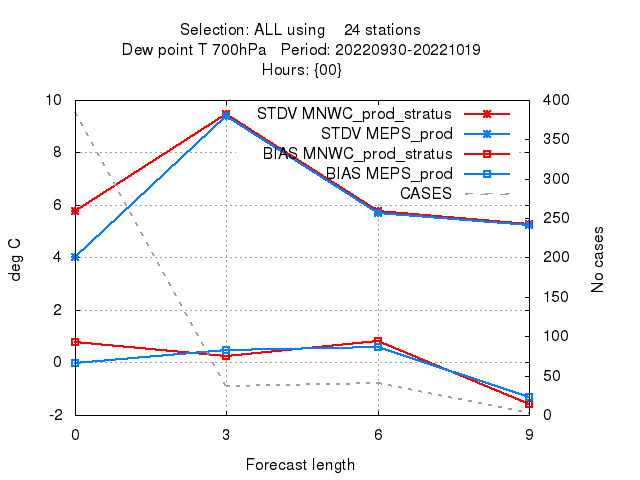 Selection: ALL using    24 stations
Dew point T 700hPa   Period: 20220930-20221019
Hours: {00}
STDV MNWC_prod_stratus
STDV MEPS_prod
BIAS MNWC_prod_stratus
BIAS MEPS_prod
CASES
10
8
6
4
2
0
-2
deg C
400
350
300
250
200
150
100
50
0
No cases
0 3 6 9
Forecast length